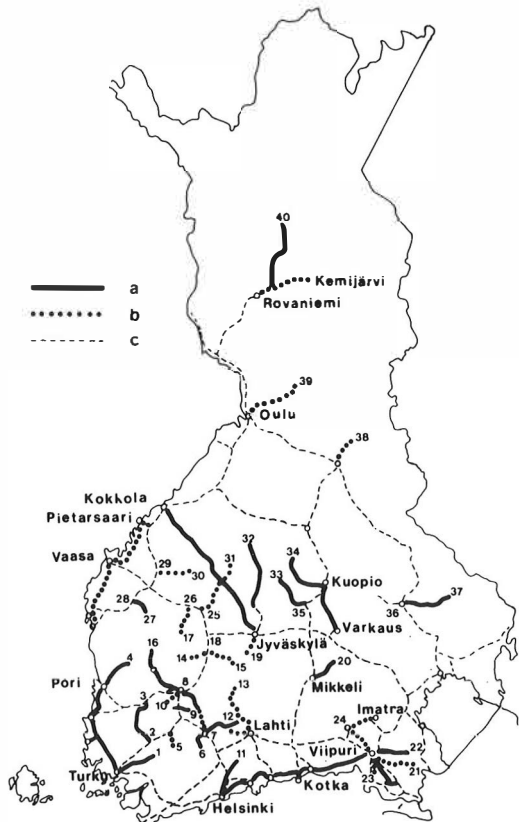 40
a
b
c
Kemijärvi
Rovaniemi
39
Oulu
38
Kokkola
Pietarsaari
Vaasa
32
34
31
29
30
33
Kuopio
37
28
26
25
35
36
27
17
18
Jyväskylä
Varkaus
16
14
19
15
20
4
Mikkeli
Pori
3
8
13
Imatra
10
9
24
12
Lahti
2
7
Viipuri
22
5
6
1
11
21
Turku
Kotka
23
Helsinki